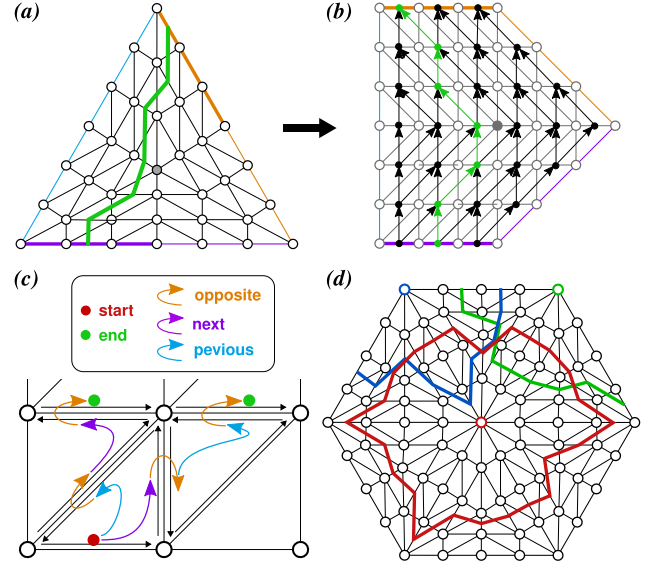 (a)
(b)
(c)
start
end
opposite
next
pevious
(d)